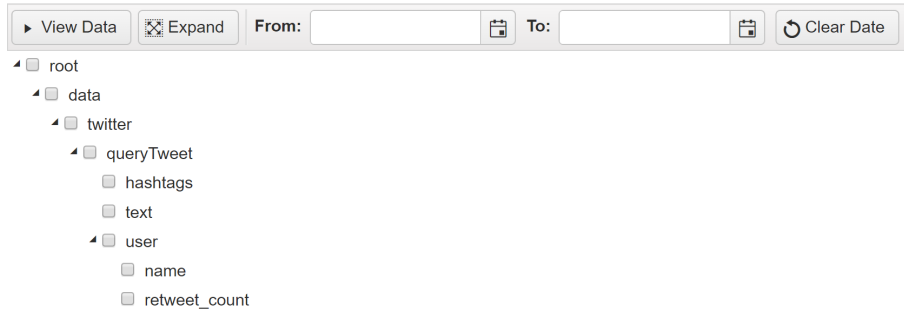 View Data Expand From: To: Clear Date
root
data
twitter
queryTweet
hashtags
text
user
name
retweet_count